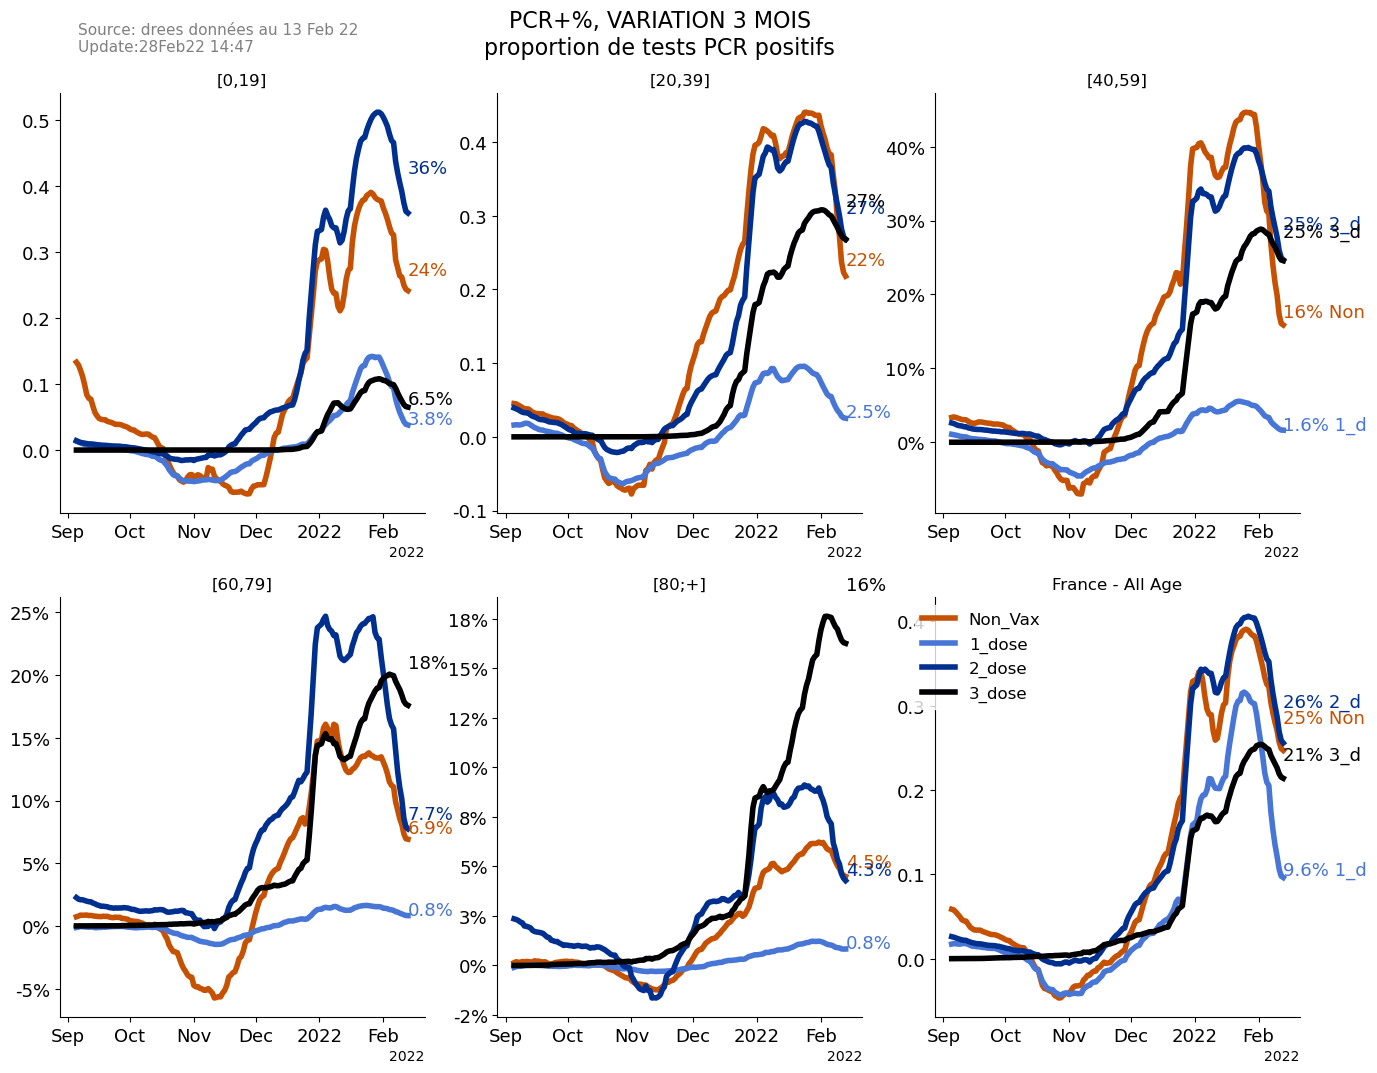 Source: drees données au 13 Feb 22
Update:28Feb22 14:47
PCR+%, VARIATION 3 MOIS
proportion de tests PCR positifs
[0,19]
0.5
0.4
0.3
0.2
0.1
0.0
36%
24%
6.5%
3.8%
Sep Oct Nov Dec 2022 Feb
2022
[20,39]
0.4
0.3
0.2
0.1
0.0
-0.1
27%
27%
22%
2.5%
Sep Oct Nov Dec 2022 Feb
2022
[40,59]
40%
30%
20%
10%
0%
25% 2_d
25% 3_d
16% Non
1.6% 1_d
Sep Oct Nov Dec 2022 Feb
2022
[60,79]
25%
20%
15%
10%
5%
0%
-5%
18%
7.7%
6.9%
0.8%
Sep Oct Nov Dec 2022 Feb
2022
[80;+]
18%
15%
12%
10%
8%
5%
3%
0%
-2%
16%
4.5%
4.3%
0.8%
Sep Oct Nov Dec 2022 Feb
2022
France - All Age
0.4
0.3
0.2
0.1
0.0
Non_Vax
1_dose
2_dose
3_dose
26% 2_d
25% Non
21% 3_d
9.6% 1_d
Sep Oct Nov Dec 2022 Feb
2022